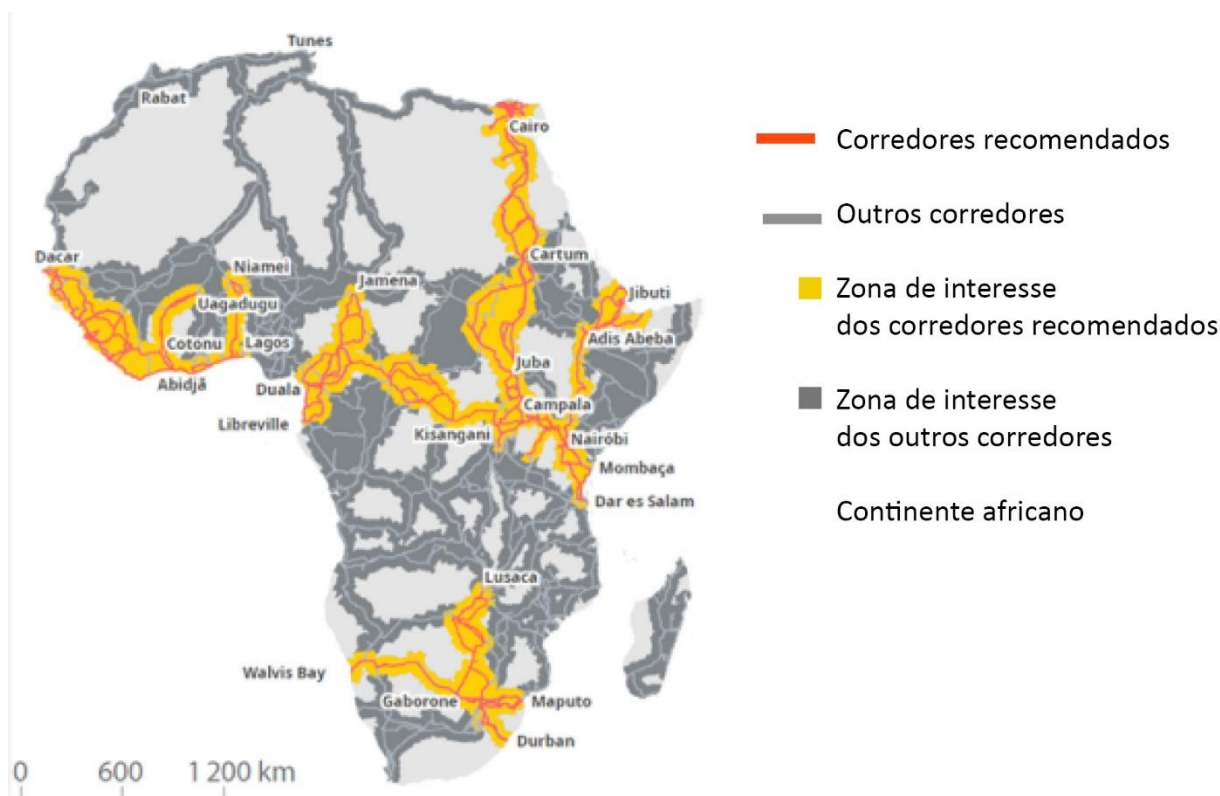 Tunes
Rabat
Cairo
Dacar
Niamei
Cartum
Jamena
Jibuti
Uagadugu
Adis Abeba
Cotonu
Lagos
Juba
Abidjã
Duala
Campala
Libreville
Kisangani
Nairóbi
Mombaça
Dar es Salam
Lusaca
Walvis Bay
Gaborone
Maputo
Durban
0 600 1 200 km
Corredores recomendados
Outros corredores
Zona de interesse
dos corredores recomendados
Zona de interesse
dos outros corredores
Continente africano